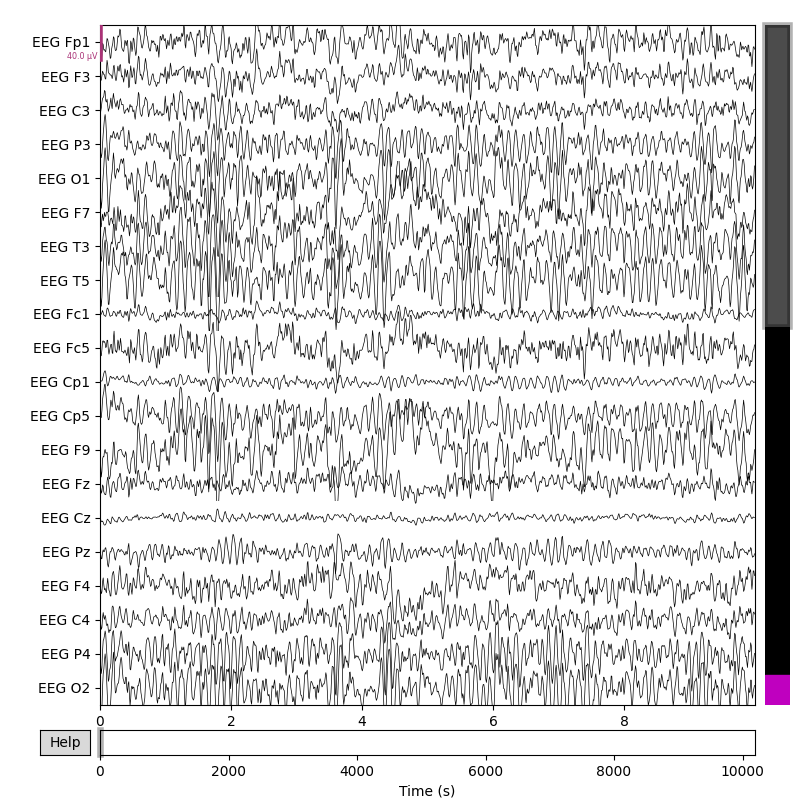 EEG Fp1
40.0 µV
EEG F3
EEG C3
EEG P3
EEG O1
EEG F7
EEG T3
EEG T5
EEG Fc1
EEG Fc5
EEG Cp1
EEG Cp5
EEG F9
EEG Fz
EEG Cz
EEG Pz
EEG F4
EEG C4
EEG P4
EEG O2
0 2 4 6 8
Help
0 2000 4000 6000 8000 10000
Time (s)